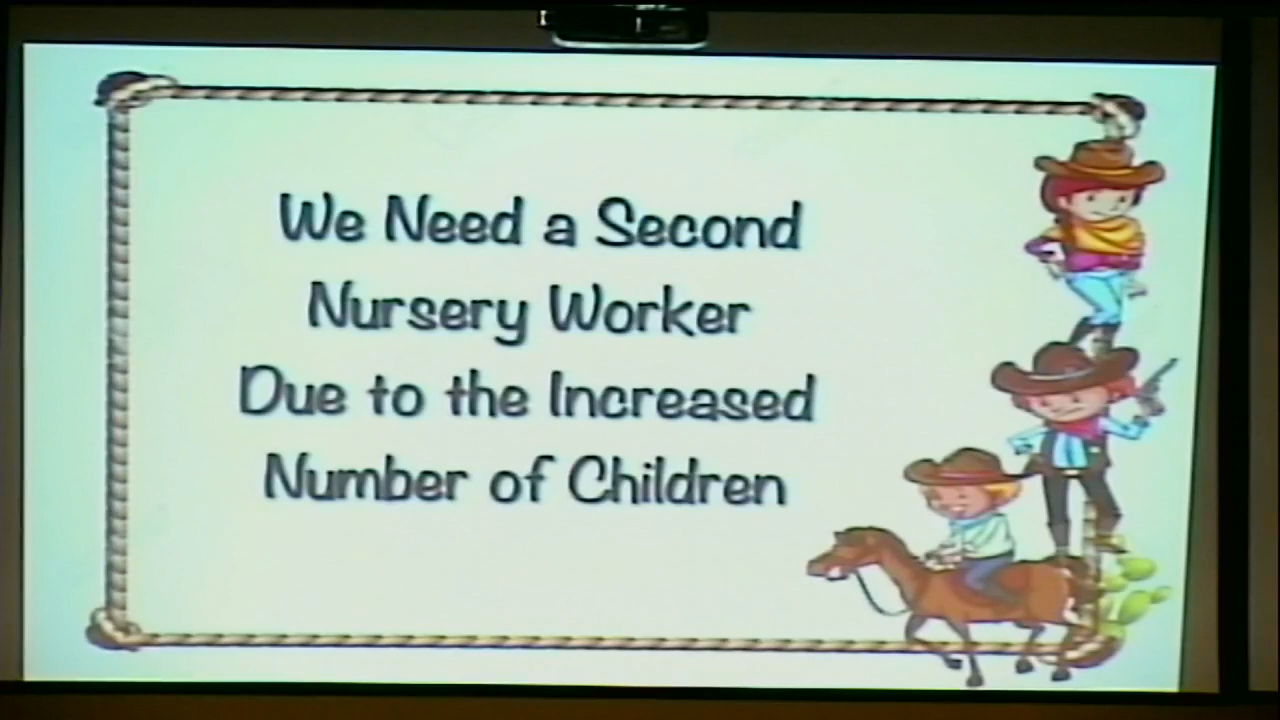 We Need a Second
Nursery Worker
Due to the Increased
Number of Children